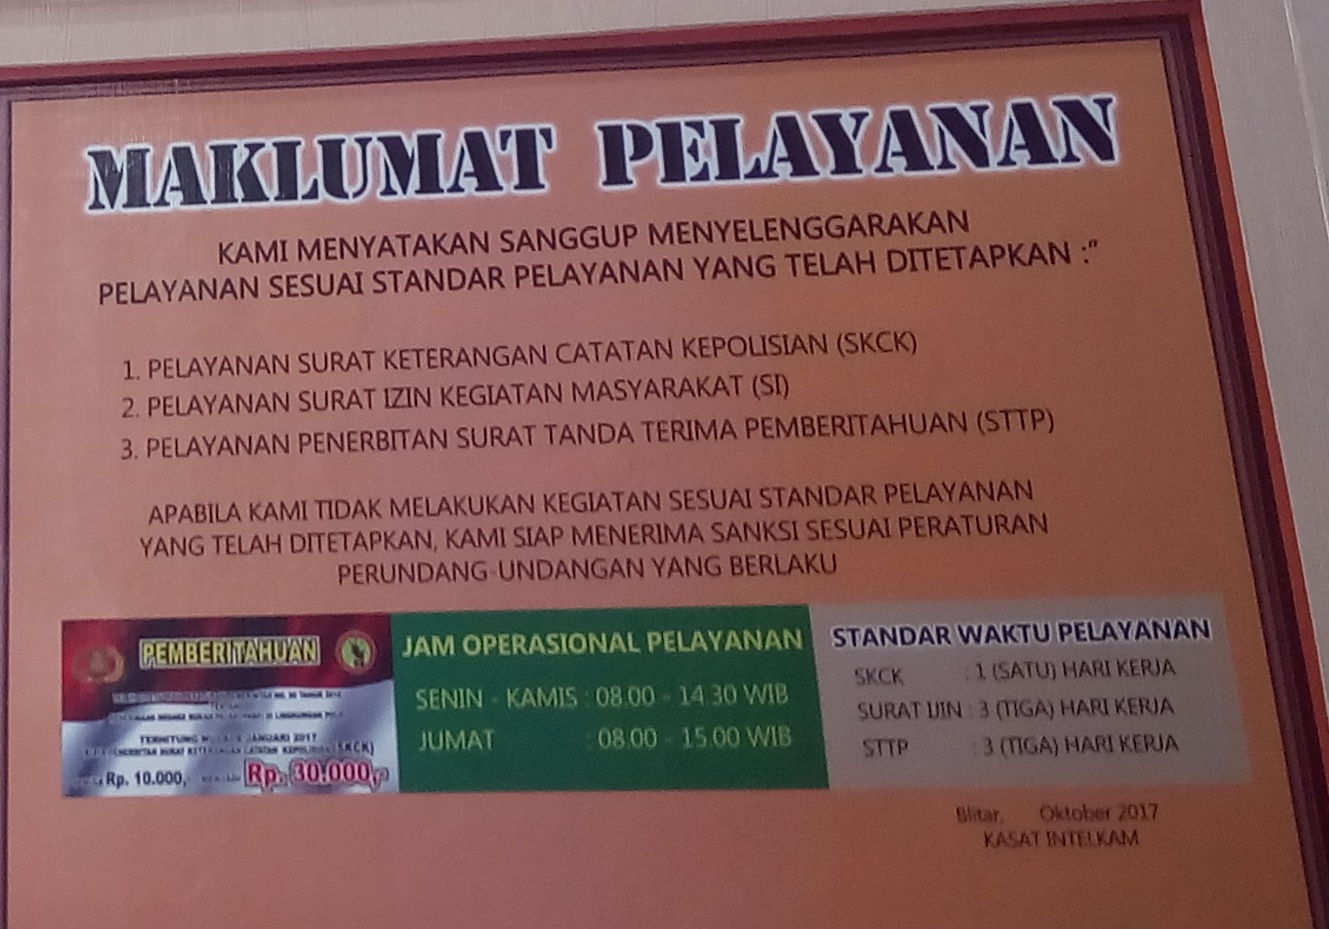 MAKLUMAT PELAYANAN
KAMI MENYATAKAN SANGGUP MENYELENGGARAKAN
PELAYANAN SESUAI STANDAR PELAYANAN YANG TELAH DITETAPKAN :"
1. PELAYANAN SURAT KETERANGAN CATATAN KEPOLISIAN (SKCK)
2. PELAYANAN SURAT IZIN KEGIATAN MASYARAKAT (SI)
3. PELAYANAN PENERBITAN SURAT TANDA TERIMA PEMBERITAHUAN (STTP)
APABILA KAMI TIDAK MELAKUKAN KEGIATAN SESUAI STANDAR PELAYANAN
YANG TELAH DITETAPKAN, KAMI SIAP MENERIMA SANKSI SESUAI PERATURAN
PERUNDANG-UNDANGAN YANG BERLAKU
PEMBERITAHUAN
JANUARI 2017
SURAT KETERANGAN CATATAN KEPOLISIAN (SKCK)
Rp. 10.000,- Rp. 30.000,-
JAM OPERASIONAL PELAYANAN
SENIN - KAMIS : 08.00 - 14.30 WIB
JUMAT : 08.00 - 15.00 WIB
STANDAR WAKTU PELAYANAN
SKCK : 1 (SATU) HARI KERJA
SURAT IJIN : 3 (TIGA) HARI KERJA
STTP : 3 (TIGA) HARI KERJA
Blitar, Oktober 2017
KASAT INTELKAM